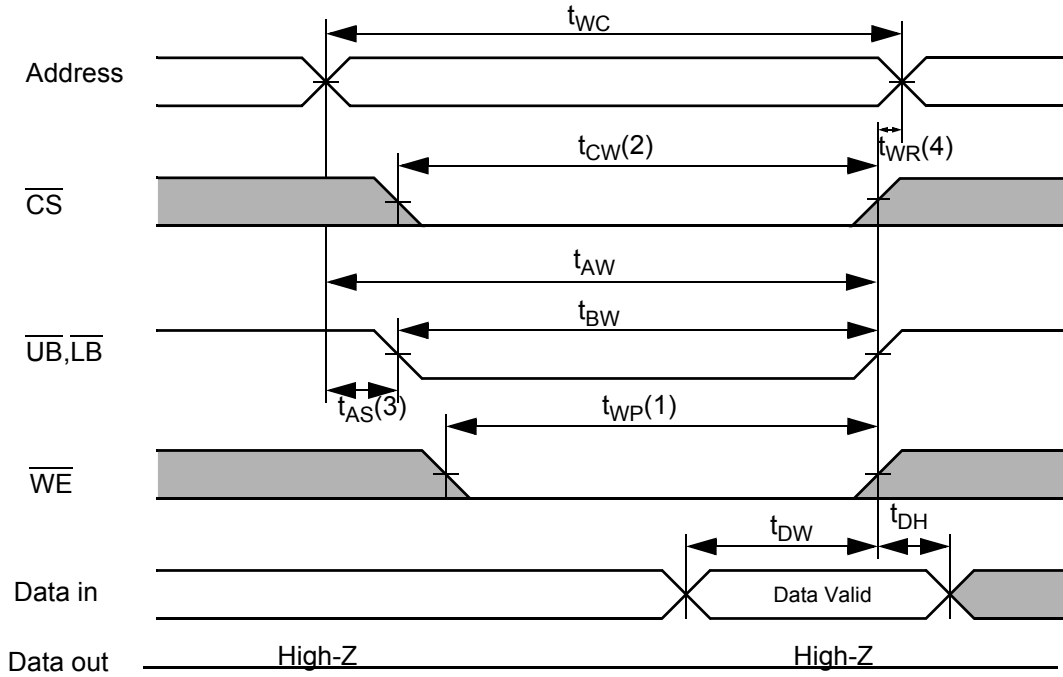 tWC
Address
tCW(2)
tWR(4)
CS
tAW
tBW
UB,LB
tAS(3)
tWP(1)
WE
tDW
tDH
Data in
Data Valid
Data out
High-Z
High-Z